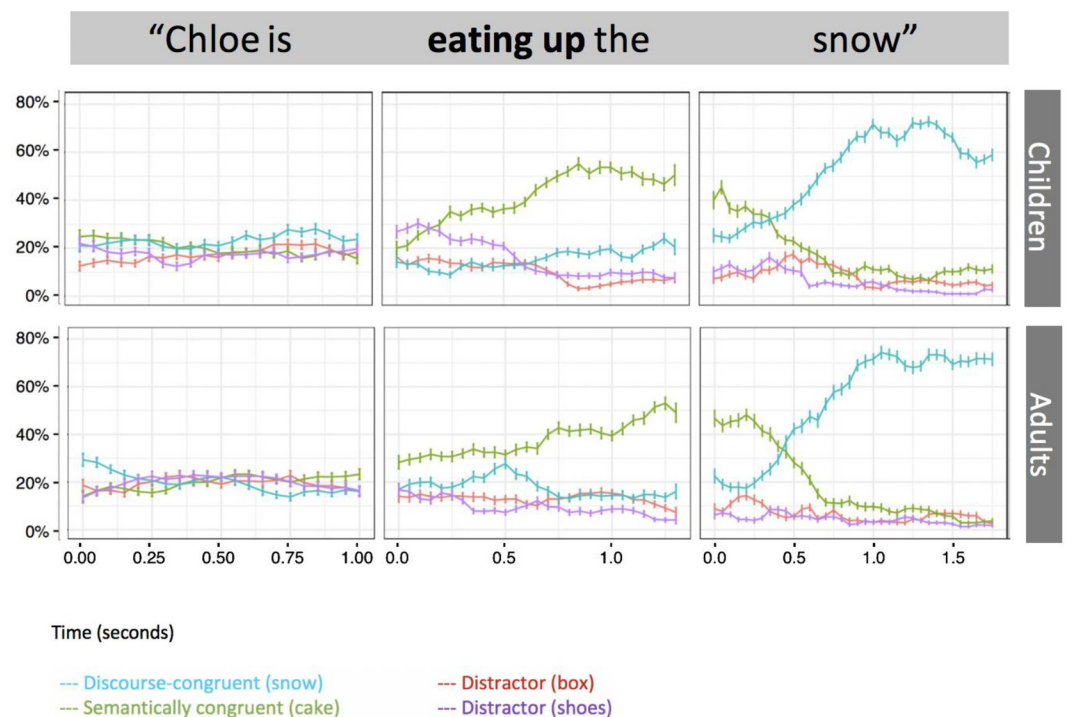 “Chloe is eating up the snow”
80%
60%
40%
20%
0%
Children
80%
60%
40%
20%
0%
Adults
0.00 0.25 0.50 0.75 1.00 0.0 0.5 1.0 0.0 0.5 1.0 1.5
Time (seconds)
--- Discourse-congruent (snow) --- Distractor (box)
--- Semantically congruent (cake) --- Distractor (shoes)